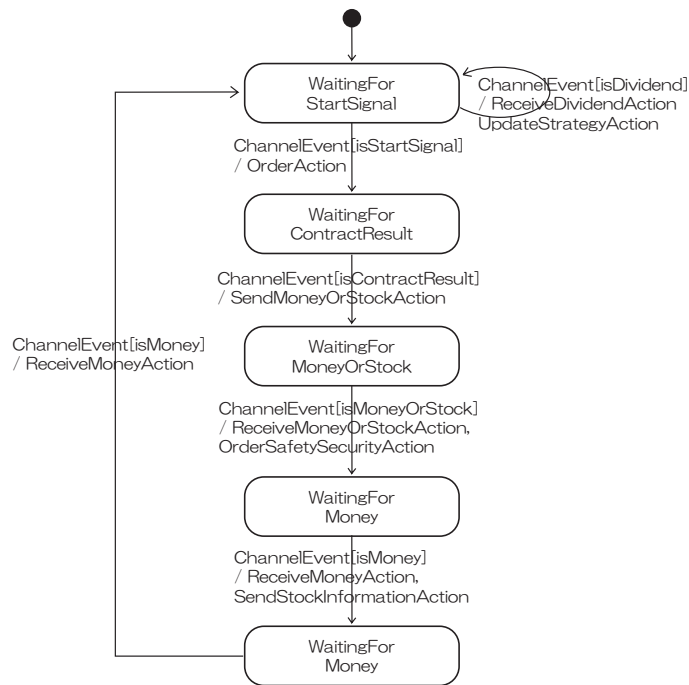 WaitingFor
StartSignal
ChannelEvent[isDividend]
/ ReceiveDividendAction
UpdateStrategyAction
ChannelEvent[isStartSignal]
/ OrderAction
WaitingFor
ContractResult
ChannelEvent[isContractResult]
/ SendMoneyOrStockAction
ChannelEvent[isMoney]
/ ReceiveMoneyAction
WaitingFor
MoneyOrStock
ChannelEvent[isMoneyOrStock]
/ ReceiveMoneyOrStockAction,
OrderSafetySecurityAction
WaitingFor
Money
ChannelEvent[isMoney]
/ ReceiveMoneyAction,
SendStockInformationAction
WaitingFor
Money